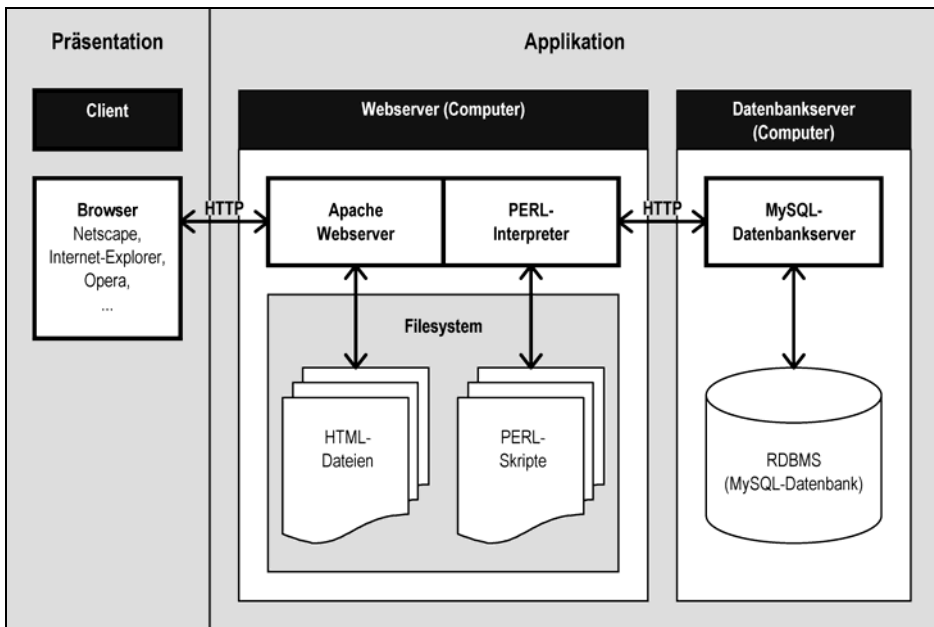 Präsentation
Applikation
Client
Webserver (Computer)
Datenbankserver
(Computer)
Browser
Netscape,
Internet-Explorer,
Opera,
...
HTTP
Apache
Webserver
PERL-
Interpreter
HTTP
MySQL-
Datenbankserver
Filesystem
HTML-
Dateien
PERL-
Skripte
RDBMS
(MySQL-Datenbank)